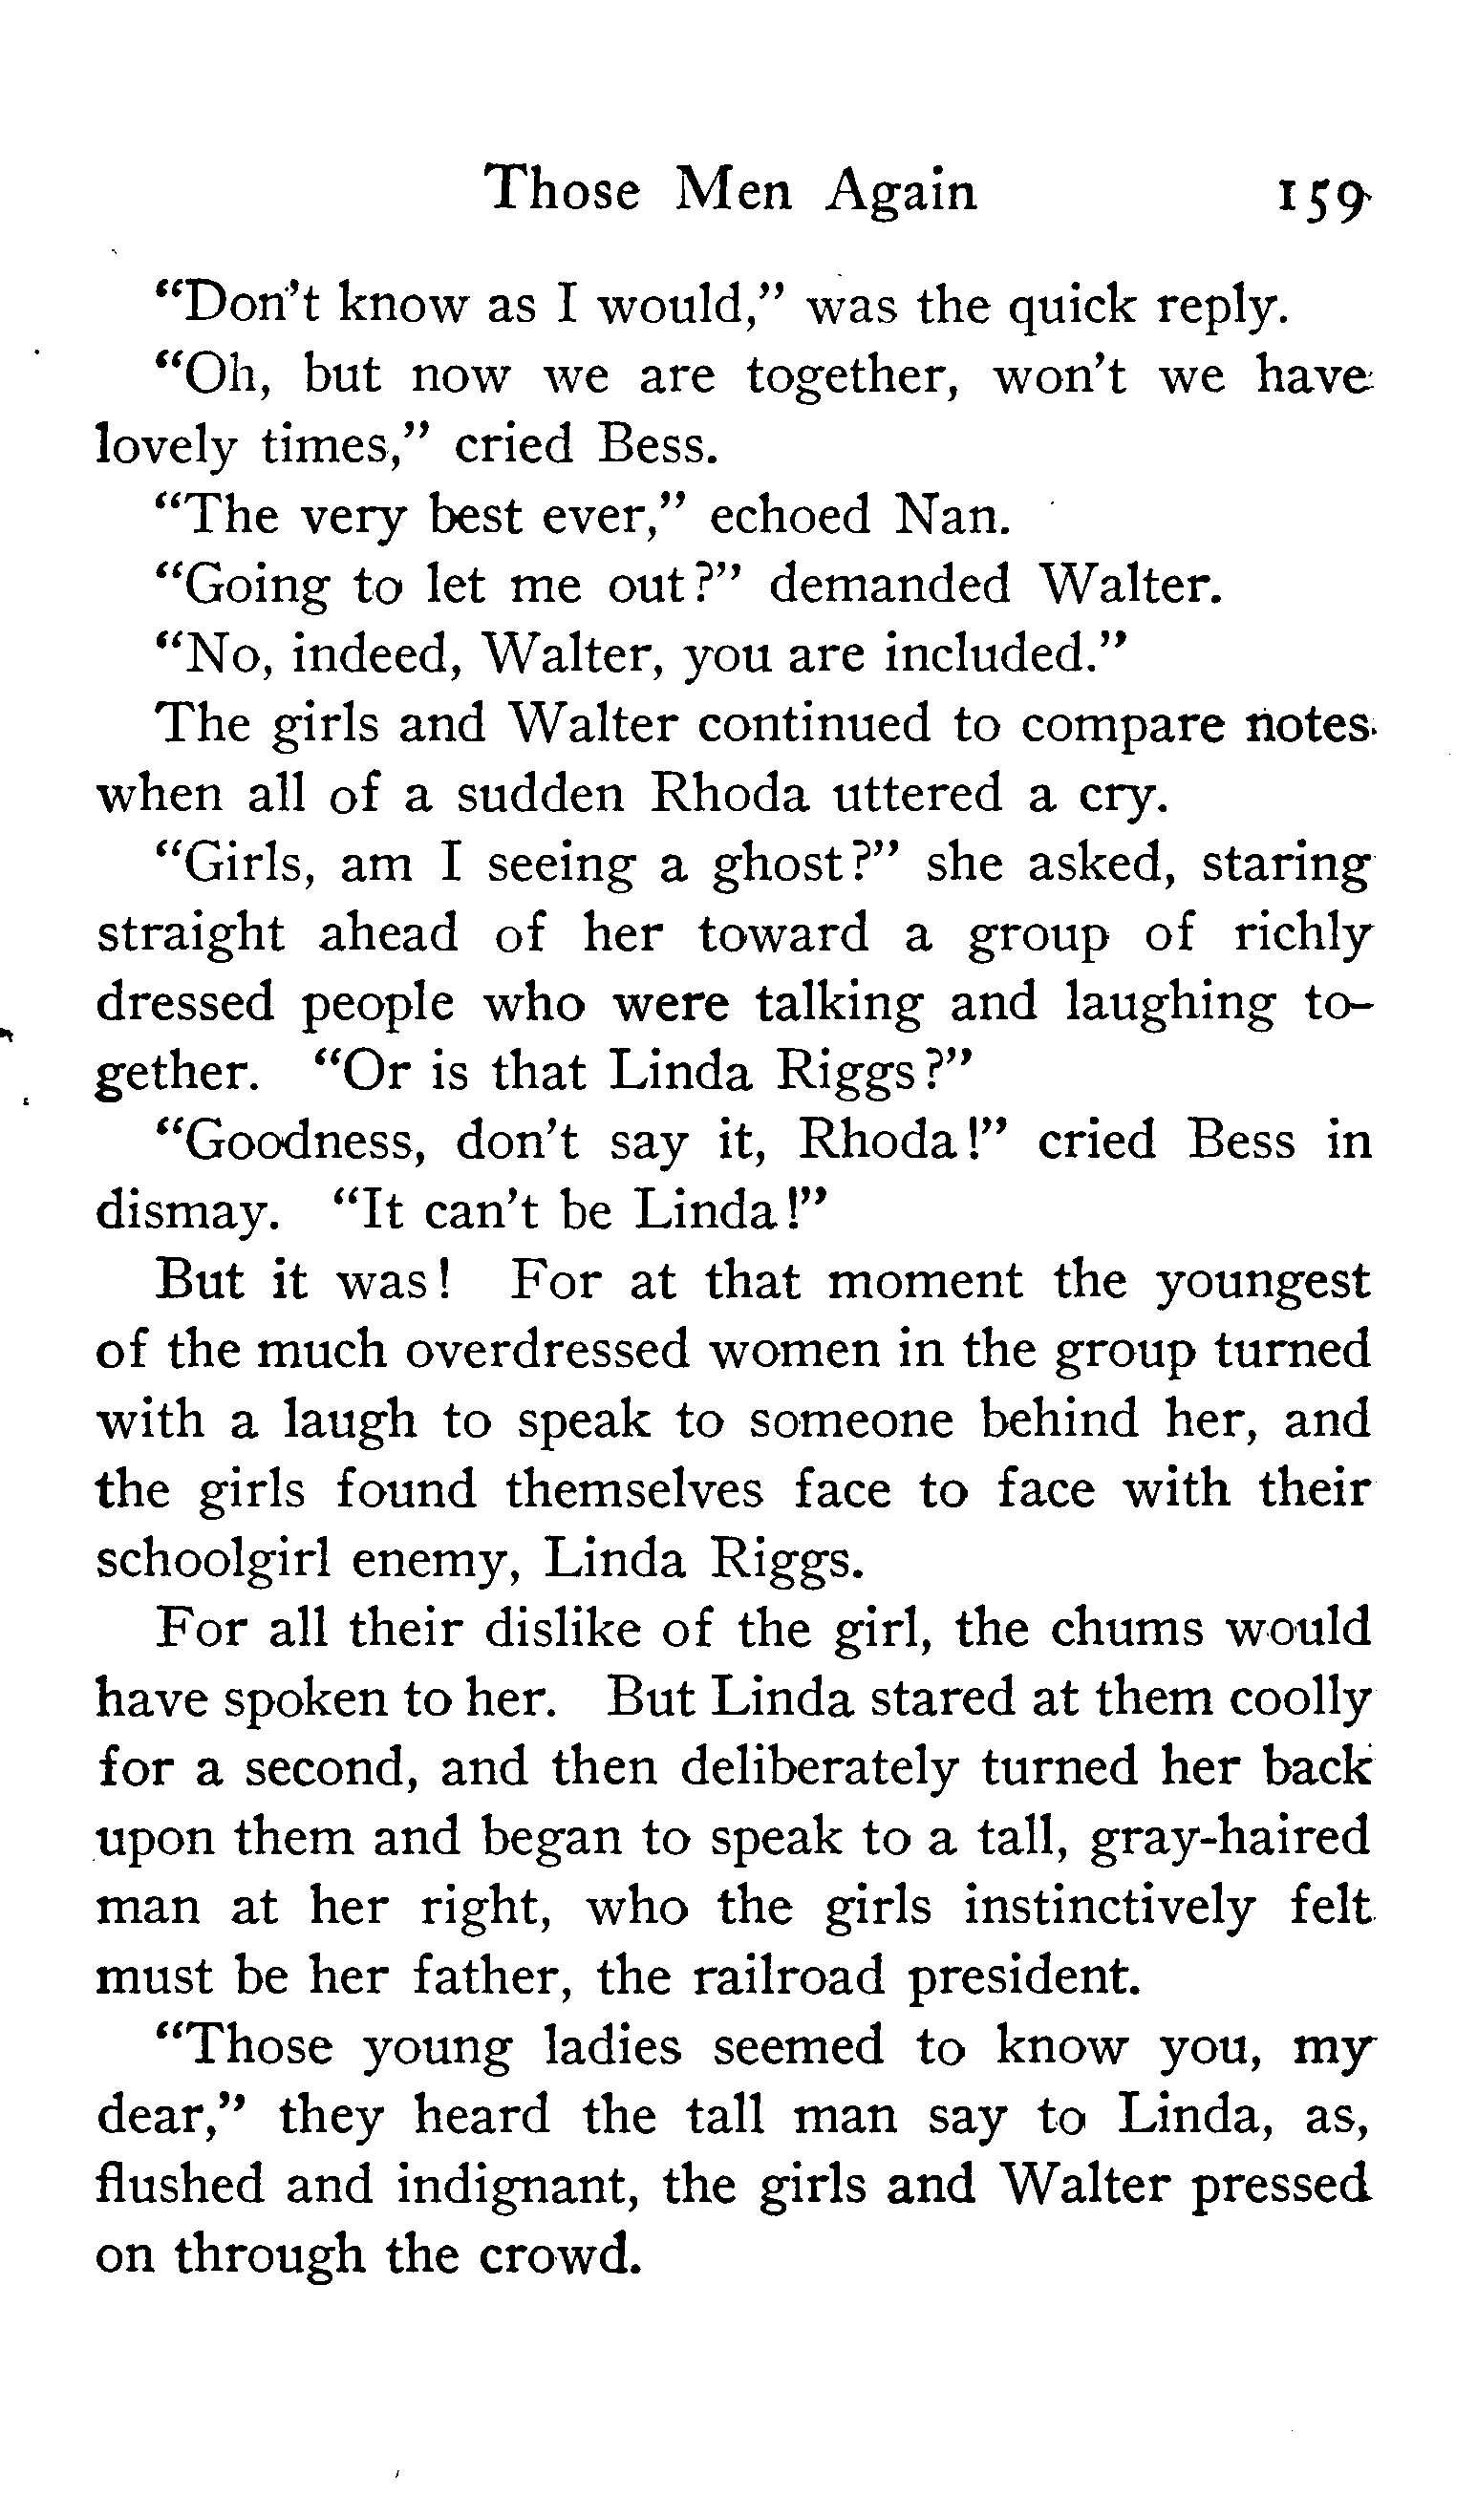 Those Men Again 159
"Don't know as I would," was the quick reply.
"Oh, but now we are together, won't we have
lovely times," cried Bess.
"The very best ever," echoed Nan.
"Going to let me out?" demanded Walter.
"No, indeed, Walter, you are included."
The girls and Walter continued to compare notes
when all of a sudden Rhoda uttered a cry.
"Girls, am I seeing a ghost?" she asked, staring
straight ahead of her toward a group of richly
dressed people who were talking and laughing to-
gether. "Or is that Linda Riggs?"
"Goodness, don't say it, Rhoda!" cried Bess in
dismay. "It can't be Linda!"
But it was! For at that moment the youngest
of the much overdressed women in the group turned
with a laugh to speak to someone behind her, and
the girls found themselves face to face with their
schoolgirl enemy, Linda Riggs.
For all their dislike of the girl, the chums would
have spoken to her. But Linda stared at them coolly
for a second, and then deliberately turned her back
upon them and began to speak to a tall, gray-haired
man at her right, who the girls instinctively felt
must be her father, the railroad president.
"Those young ladies seemed to know you, my
dear," they heard the tall man say to Linda, as,
flushed and indignant, the girls and Walter pressed
on through the crowd.